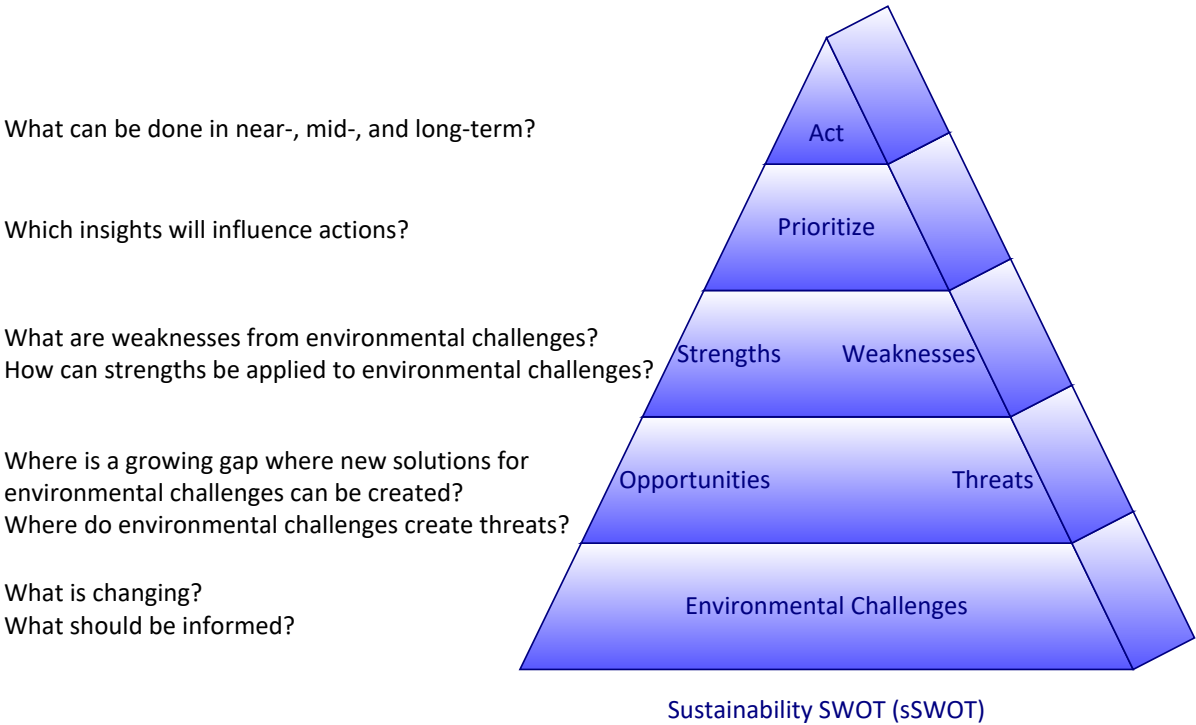 What can be done in near-, mid-, and long-term?
Act
Which insights will influence actions?
Prioritize
What are weaknesses from environmental challenges?
How can strengths be applied to environmental challenges?
Strengths Weaknesses
Where is a growing gap where new solutions for
environmental challenges can be created?
Where do environmental challenges create threats?
Opportunities Threats
What is changing?
What should be informed?
Environmental Challenges
Sustainability SWOT (sSWOT)